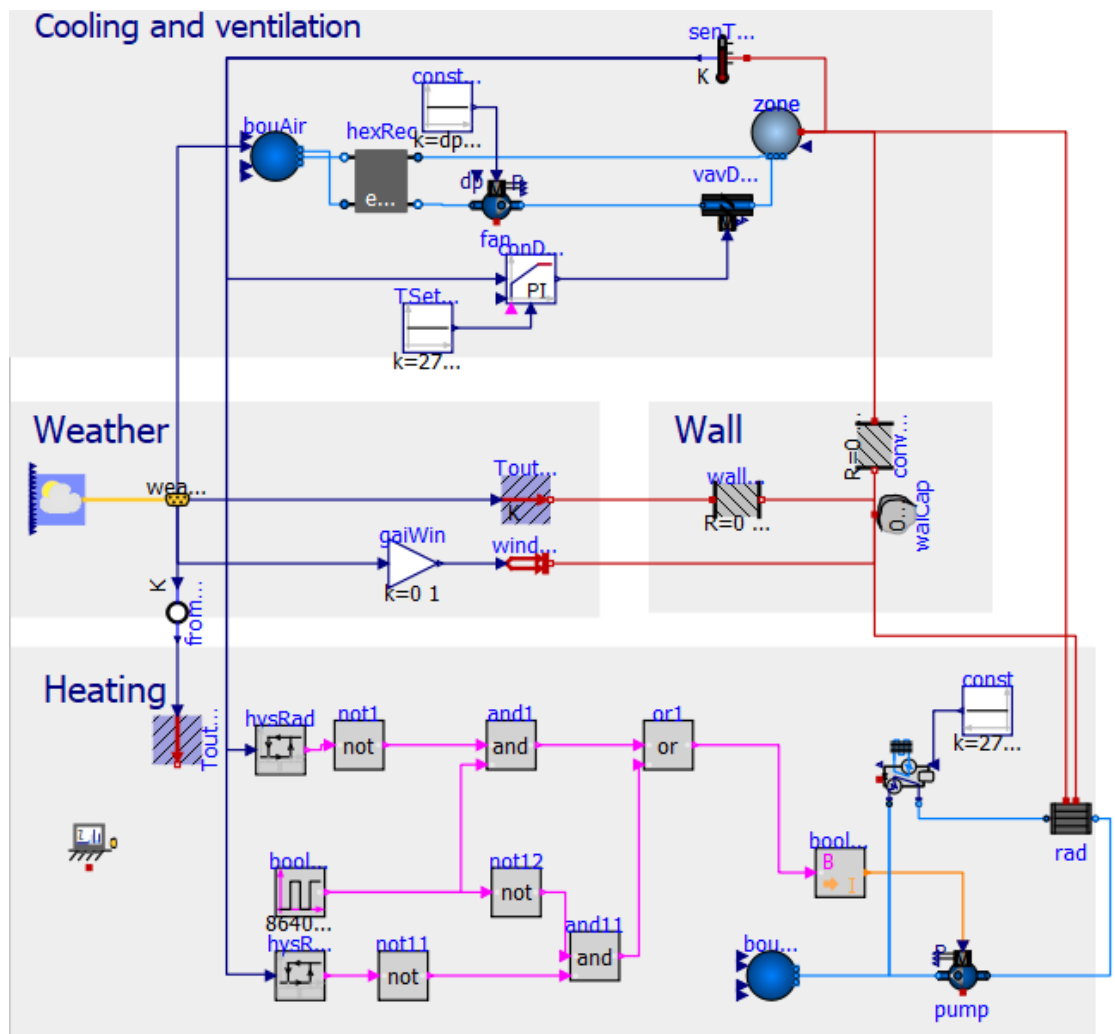 Cooling and ventilation
senT...
K
const...
k=dp...
zone
bouAir
hexRec
e...
dp
P
M
vavD...
M
fan
conD...
PI
TSet...
k=27...
Weather
Wall
wea...
Tout...
K
wall...
R=0 ...
R=0 ...
conv...
0...
walCap
gaiWin
k=0 1
wind...
K
from...
Heating
Tout...
hysRad
not1
not
and1
and
or1
or
const
k=27...
rad
bool...
8640...
not12
not
bool...
B
I
hysR...
not11
not
and11
and
bou...
P
M
pump